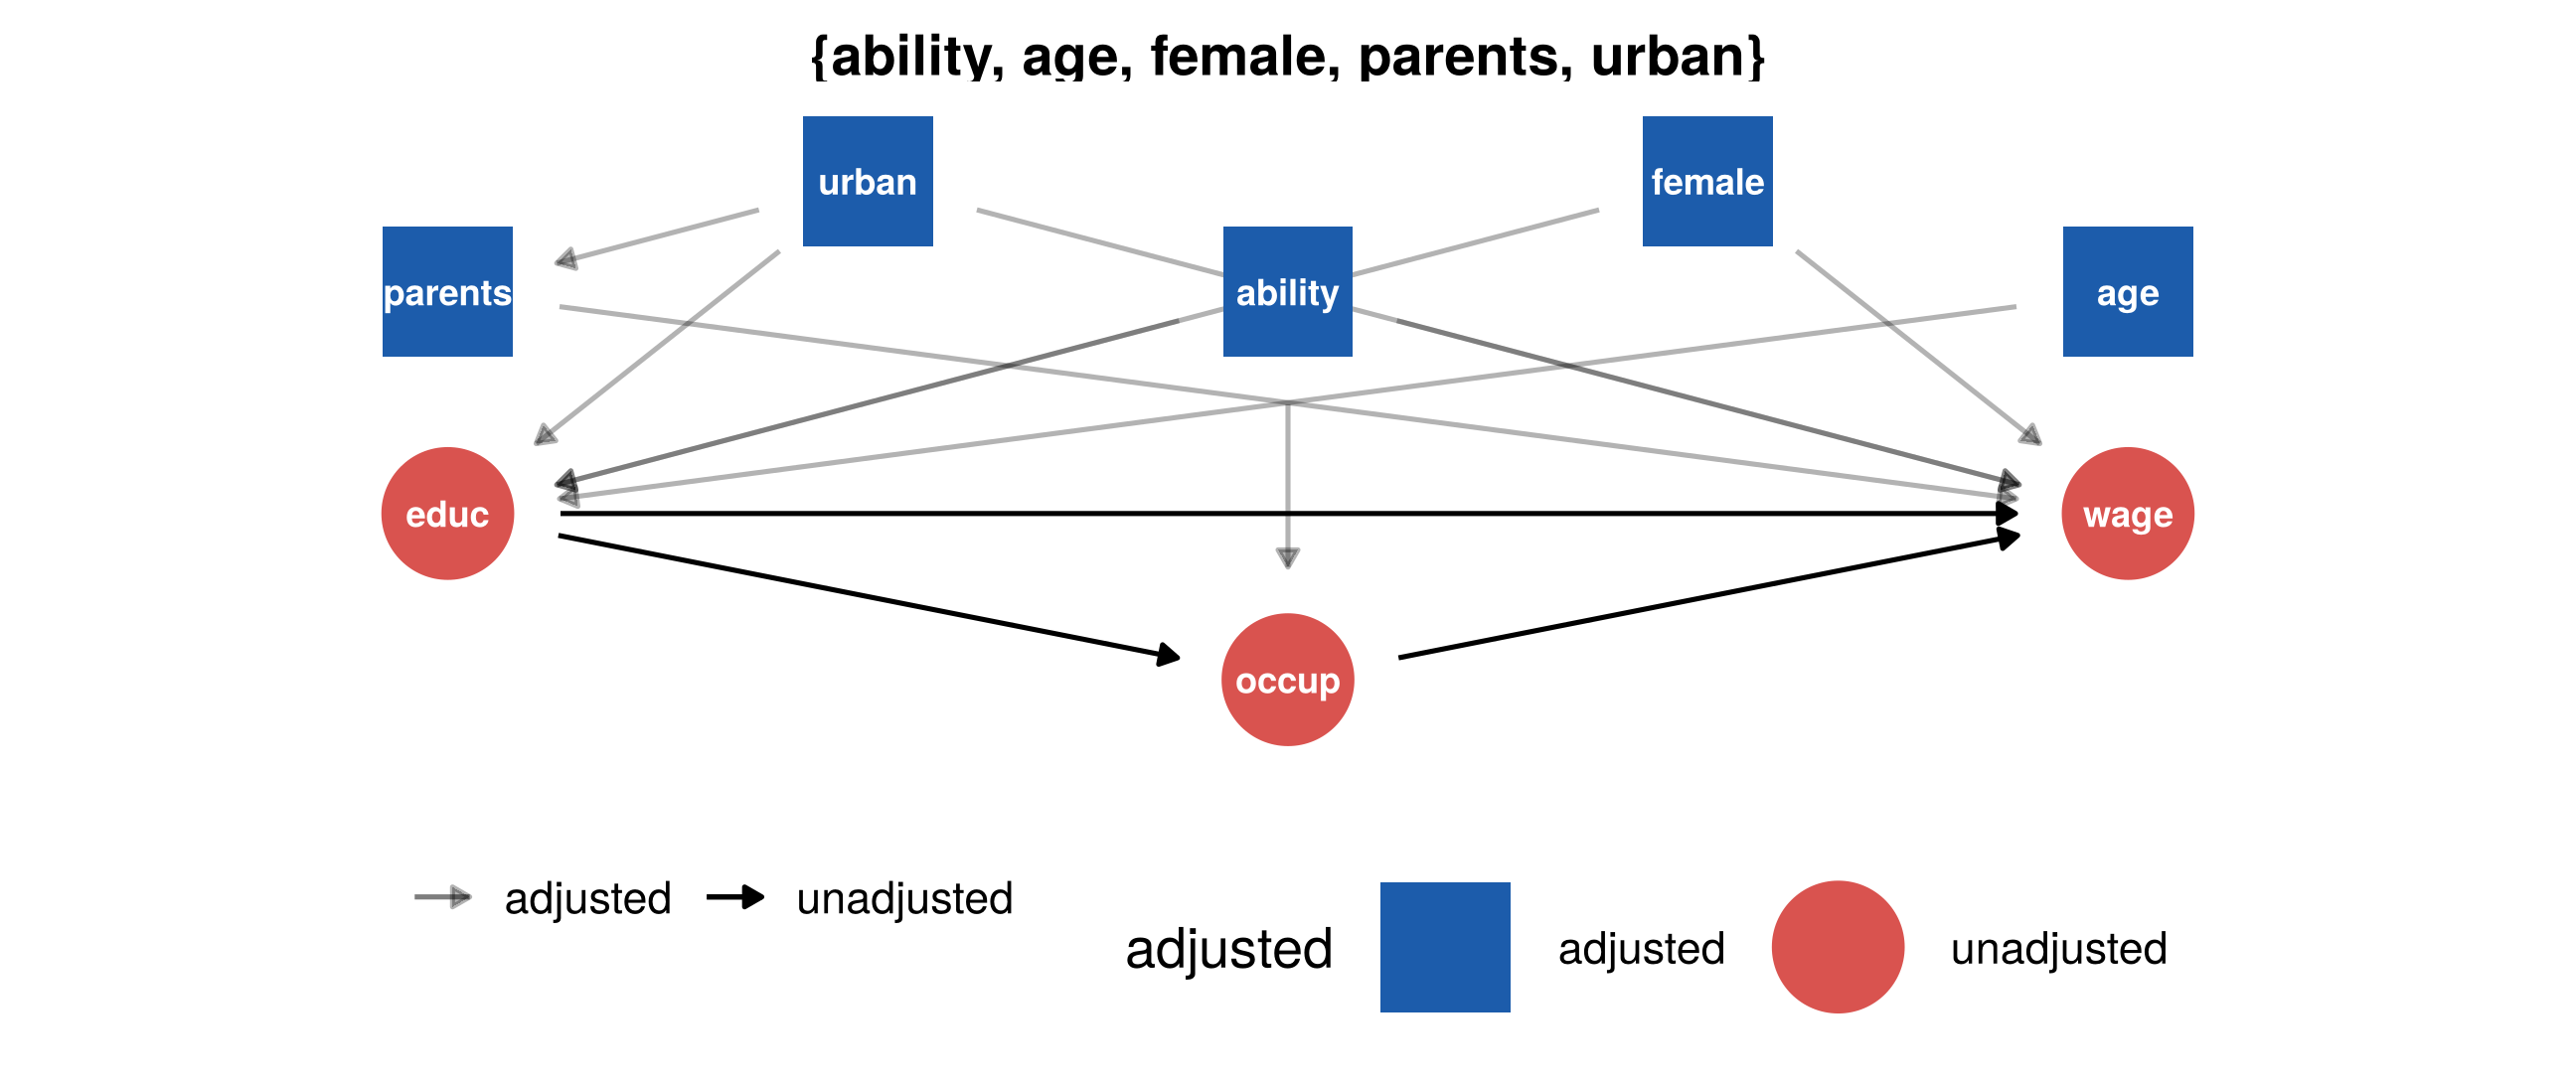 {ability, age, female, parents, urban}
urban
female
parents
ability
age
educ
wage
occup
adjusted
unadjusted
adjusted
adjusted
unadjusted